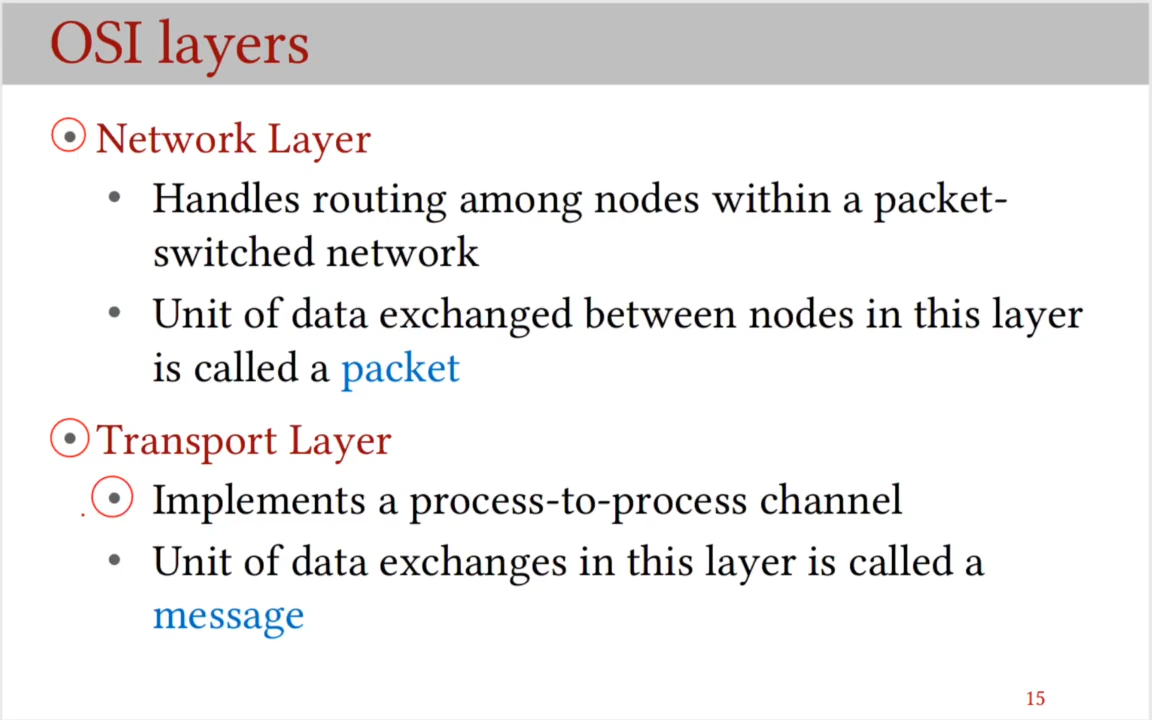 OSI layers
Network Layer
• Handles routing among nodes within a packet-
switched network
• Unit of data exchanged between nodes in this layer
is called a packet
Transport Layer
• Implements a process-to-process channel
• Unit of data exchanges in this layer is called a
message
15